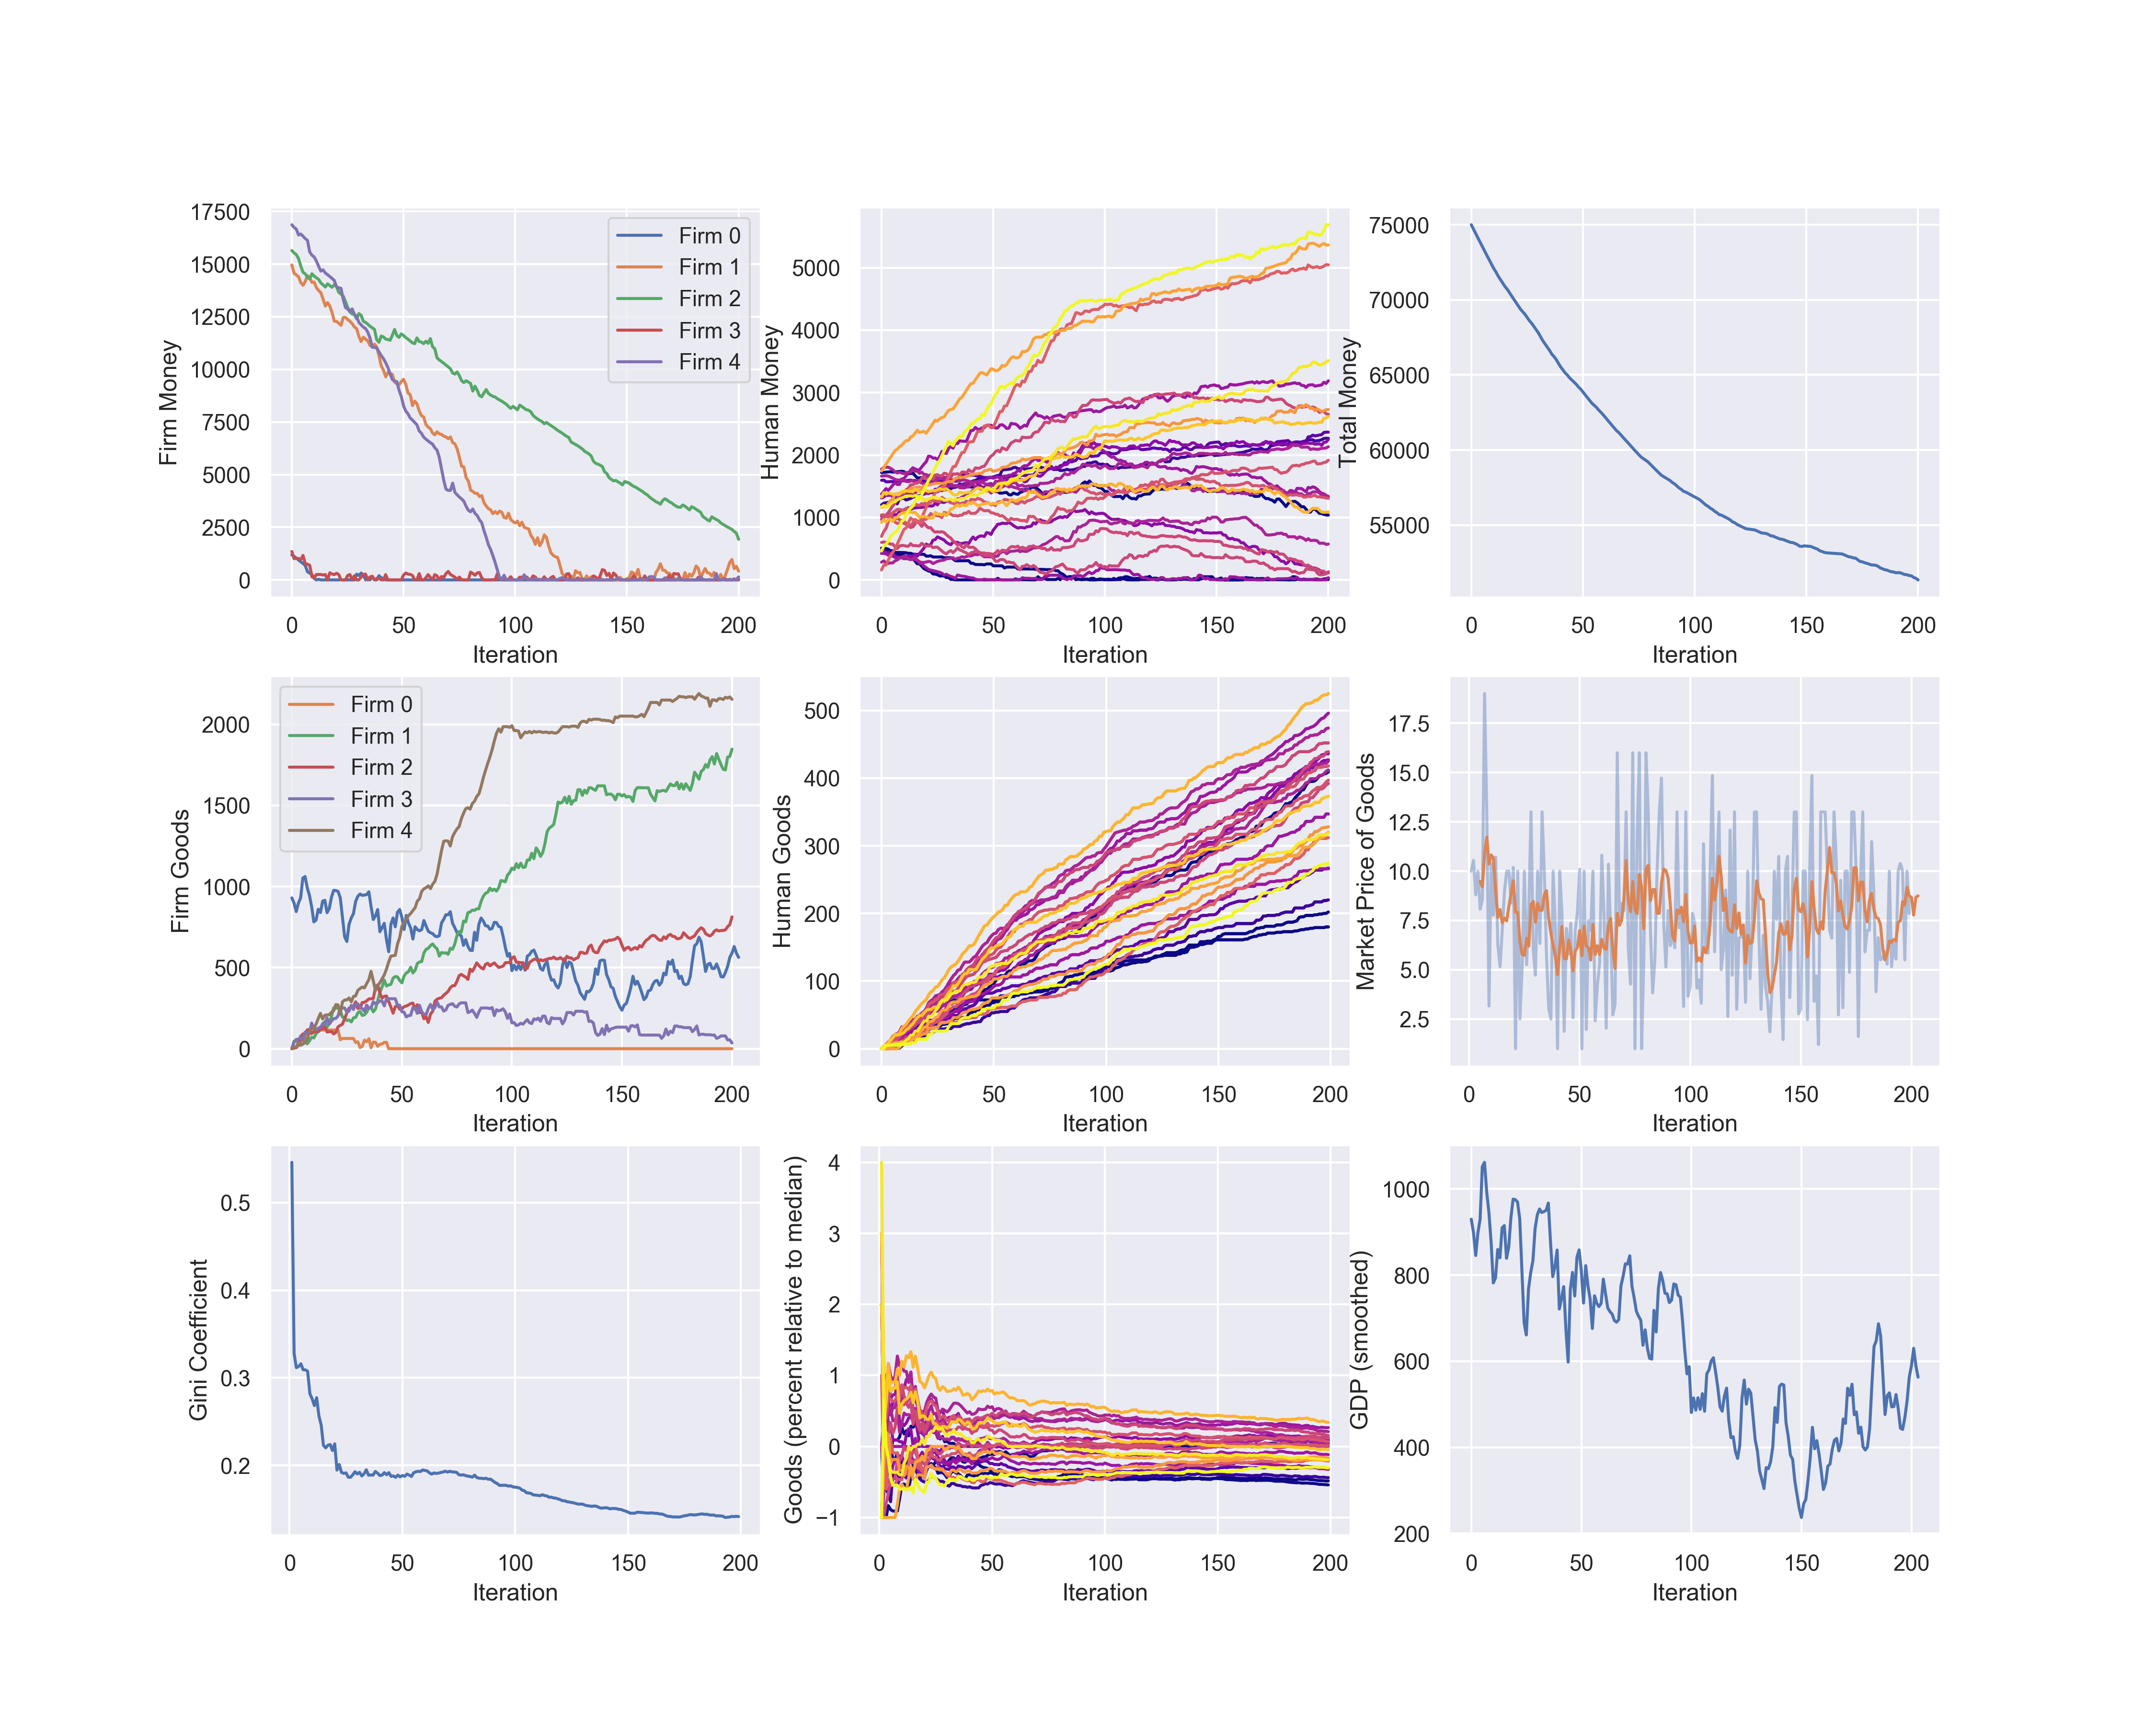 17500
15000
12500
10000
7500
5000
2500
0
Firm Money
Firm 0
Firm 1
Firm 2
Firm 3
Firm 4
0 50 100 150 200
Iteration
5000
4000
3000
2000
1000
0
Human Money
0 50 100 150 200
Iteration
75000
70000
65000
60000
55000
Total Money
0 50 100 150 200
Iteration
2000
1500
1000
500
0
Firm Goods
Firm 0
Firm 1
Firm 2
Firm 3
Firm 4
0 50 100 150 200
Iteration
500
400
300
200
100
0
Human Goods
0 50 100 150 200
Iteration
17.5
15.0
12.5
10.0
7.5
5.0
2.5
Market Price of Goods
0 50 100 150 200
Iteration
0.5
0.4
0.3
0.2
Gini Coefficient
0 50 100 150 200
Iteration
4
3
2
1
0
−1
Goods (percent relative to median)
0 50 100 150 200
Iteration
1000
800
600
400
200
GDP (smoothed)
0 50 100 150 200
Iteration